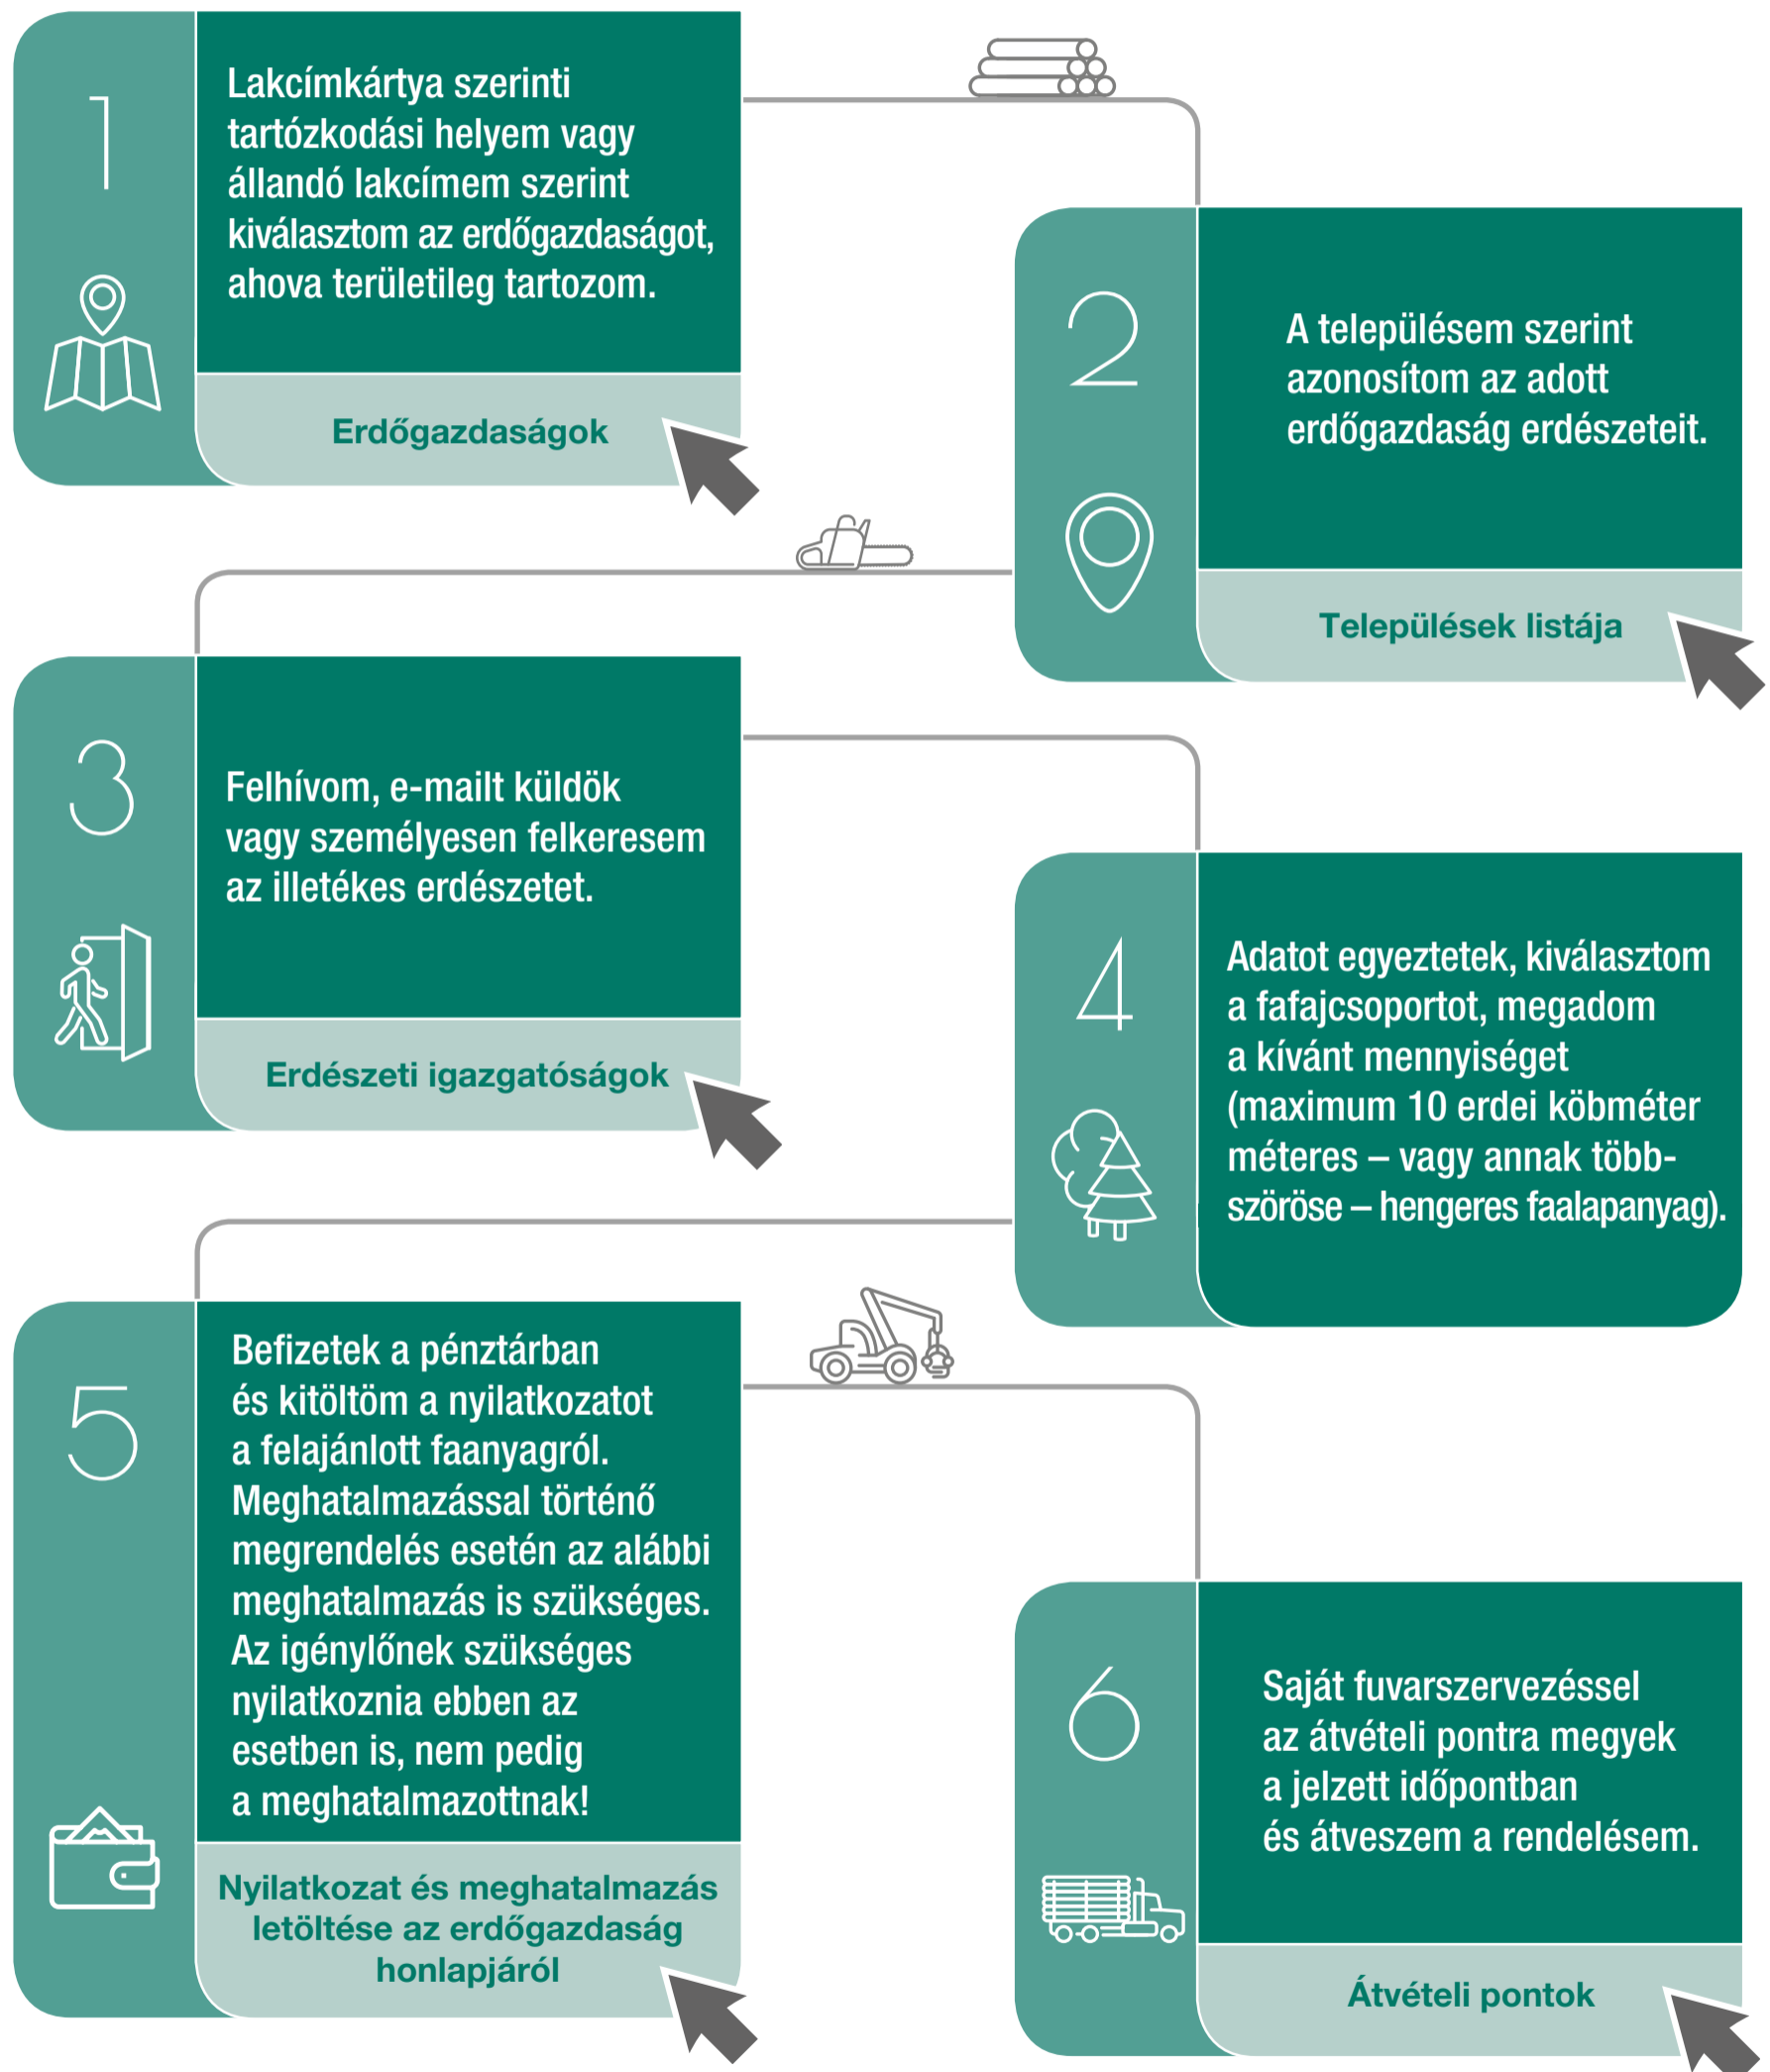 1
Lakcímkártya szerinti
tartózkodási helyem vagy
állandó lakcímem szerint
kiválasztom az erdőgazdaságot,
ahova területileg tartozom.
Erdőgazdaságok
2
A településem szerint
azonosítom az adott
erdőgazdaság erdészeteit.
Települések listája
3
Felhívom, e-mailt küldök
vagy személyesen felkeresem
az illetékes erdészetet.
Erdészeti igazgatóságok
4
Adatot egyeztetek, kiválasztom
a fafajcsoportot, megadom
a kívánt mennyiséget
(maximum 10 erdei köbméter
méteres – vagy annak több-
szöröse – hengeres faalapanyag).
5
Befizetek a pénztárban
és kitöltöm a nyilatkozatot
a felajánlott faanyagról.
Meghatalmazással történő
megrendelés esetén az alábbi
meghatalmazás is szükséges.
Az igénylőnek szükséges
nyilatkoznia ebben az
esetben is, nem pedig
a meghatalmazottnak!
Nyilatkozat és meghatalmazás
letöltése az erdőgazdaság
honlapjáról
6
Saját fuvarszervezéssel
az átvételi pontra megyek
a jelzett időpontban
és átveszem a rendelésem.
Átvételi pontok